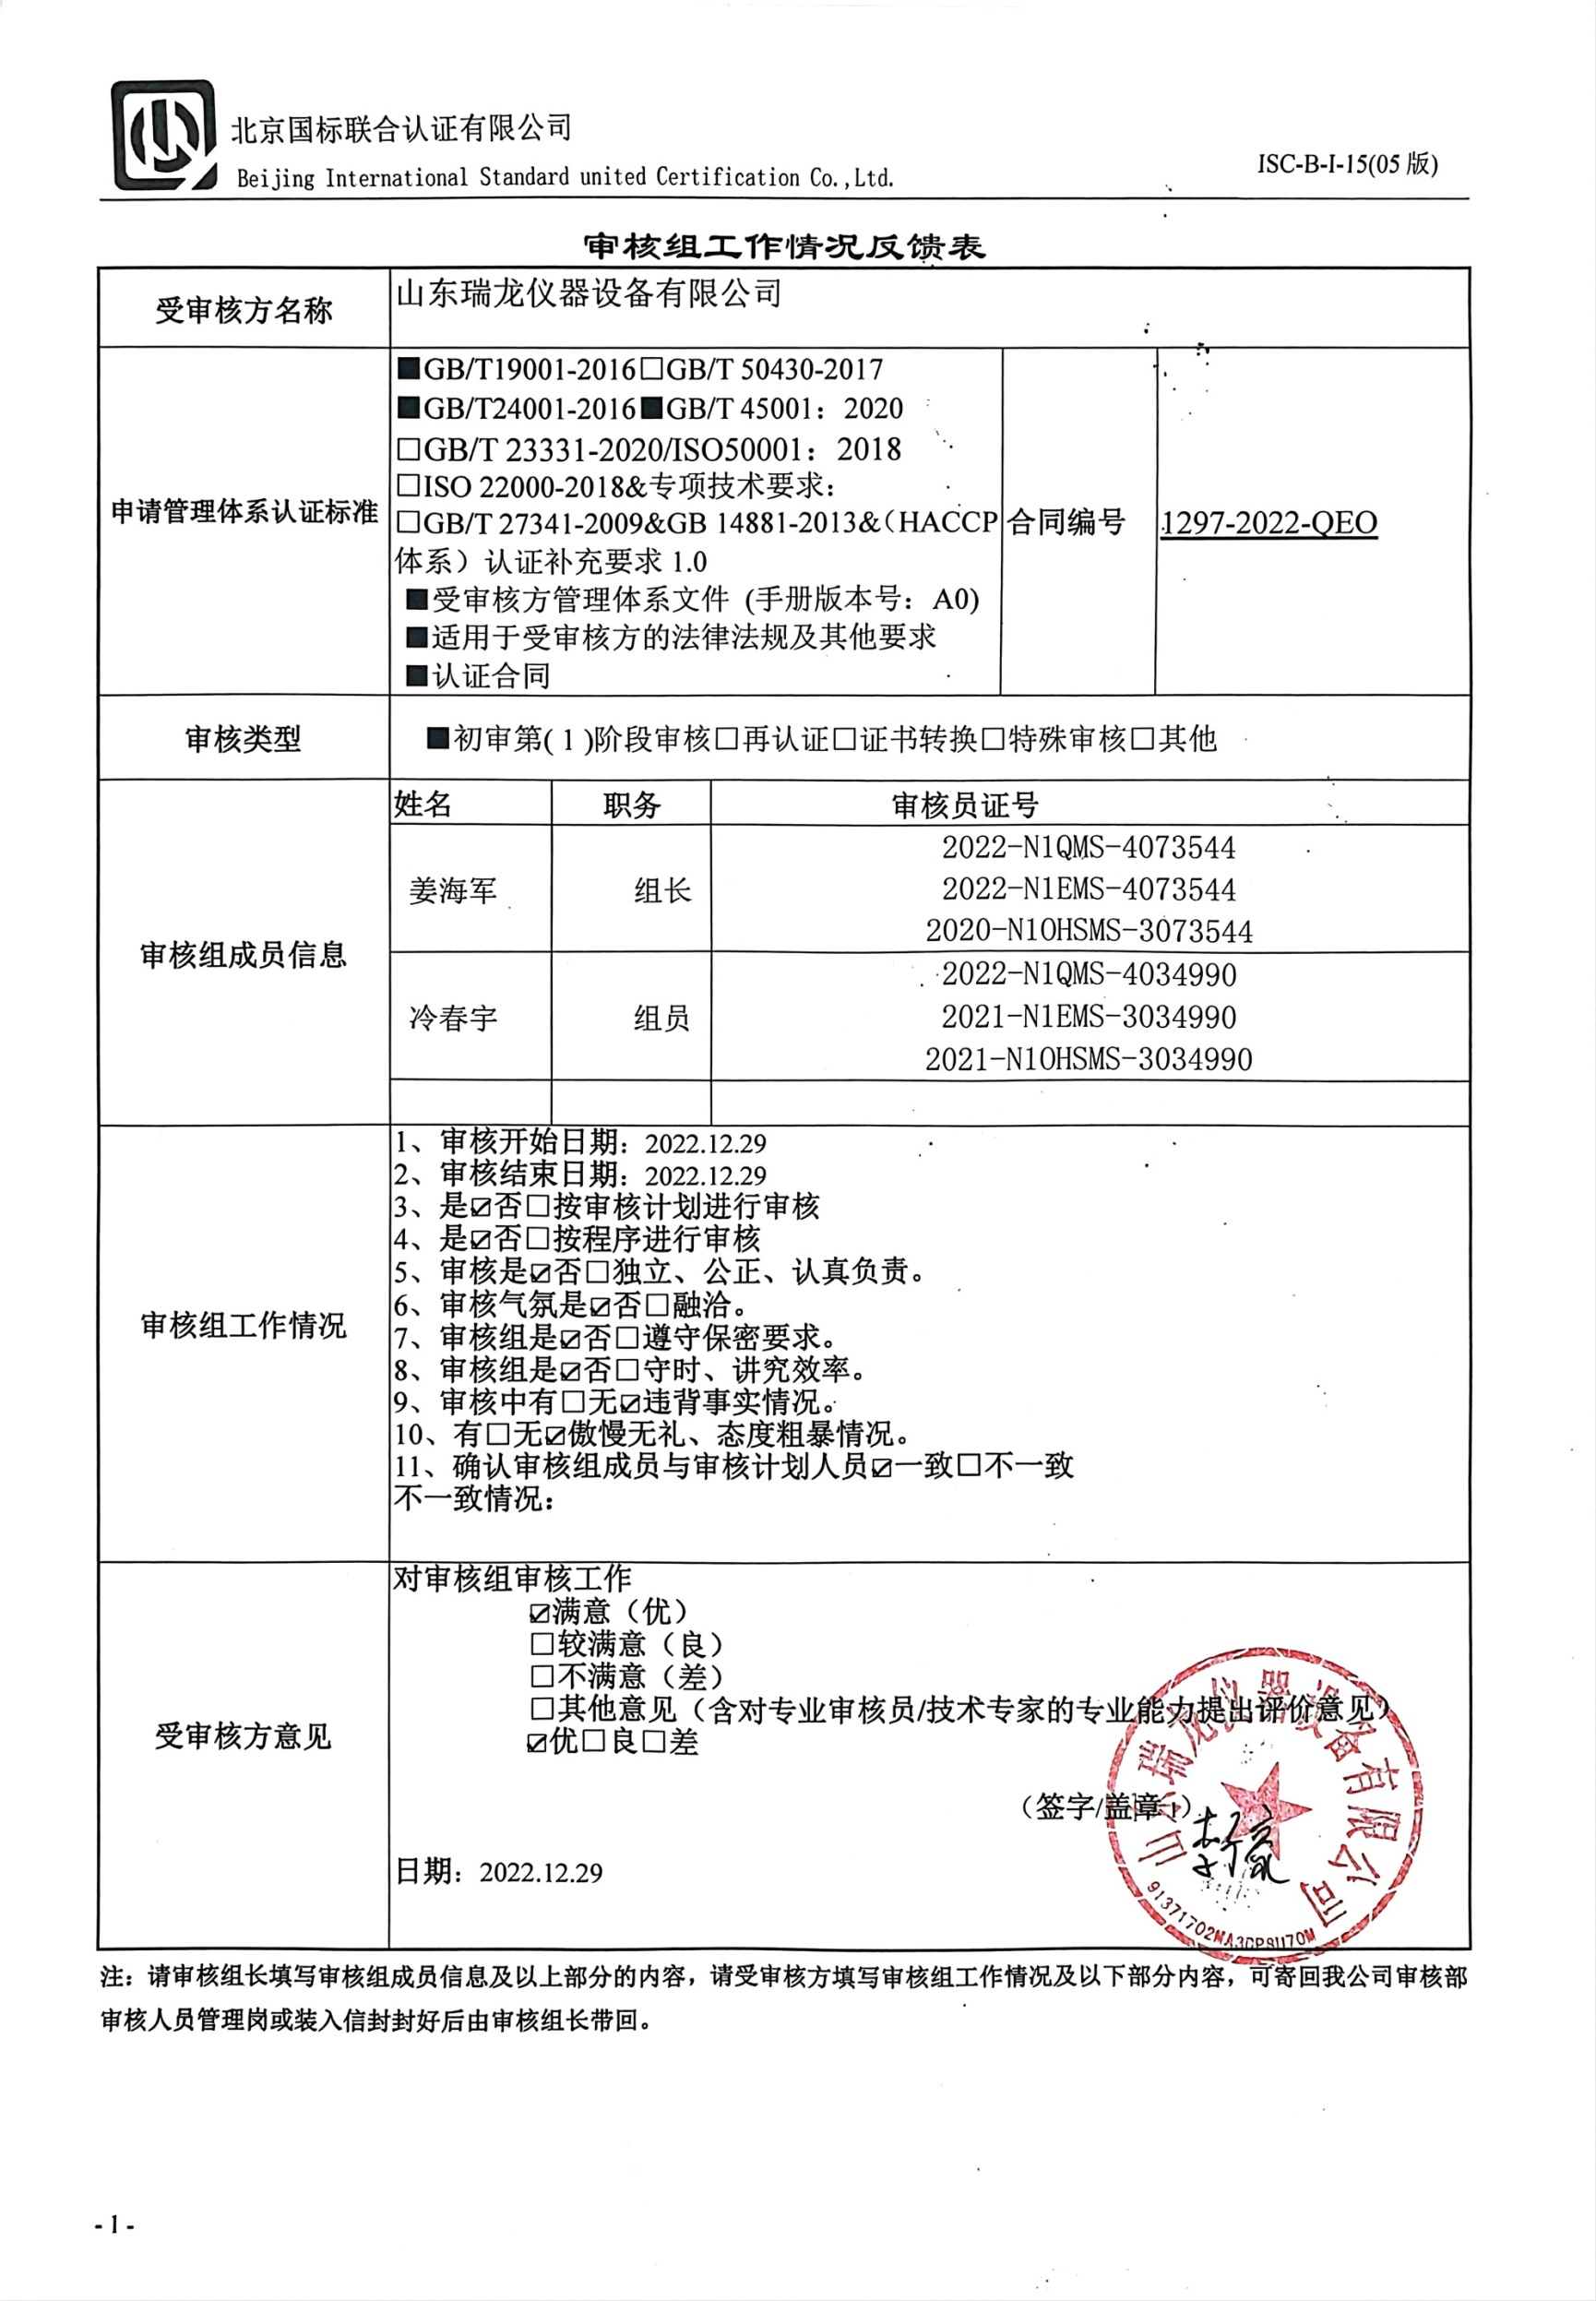 北京国标联合认证有限公司
Beijing International Standard united Certification Co.,Ltd.
ISC-B-I-15(05 版)
审核组工作情况反馈表
受审核方名称
山东瑞龙仪器设备有限公司
申请管理体系认证标准
■GB/T19001-2016□GB/T 50430-2017
■GB/T24001-2016■GB/T 45001：2020
□GB/T 23331-2020/ISO50001：2018
□ISO 22000-2018&专项技术要求：
□GB/T 27341-2009&GB 14881-2013&（HACCP
体系）认证补充要求 1.0
■受审核方管理体系文件 (手册版本号：A0)
■适用于受审核方的法律法规及其他要求
■认证合同
合同编号
1297-2022-QEO
审核类型
■初审第( 1 )阶段审核□再认证□证书转换□特殊审核□其他
审核组成员信息
姓名 职务 审核员证号
姜海军 组长
2022-N1QMS-4073544
2022-N1EMS-4073544
2020-N1OHSMS-3073544
冷春宇 组员
2022-N1QMS-4034990
2021-N1EMS-3034990
2021-N1OHSMS-3034990
审核组工作情况
1、审核开始日期：2022.12.29
2、审核结束日期：2022.12.29
3、是☑否□按审核计划进行审核
4、是☑否□按程序进行审核
5、审核是☑否□独立、公正、认真负责。
6、审核气氛是☑否□融洽。
7、审核组是☑否□遵守保密要求。
8、审核组是☑否□守时、讲究效率。
9、审核中有□无☑违背事实情况。
10、有□无☑傲慢无礼、态度粗暴情况。
11、确认审核组成员与审核计划人员☑一致□不一致
不一致情况：
受审核方意见
对审核组审核工作
☑满意（优）
□较满意（良）
□不满意（差）
□其他意见（含对专业审核员/技术专家的专业能力提出评价意见）
☑优□良□差
（签字/盖章）
日期：2022.12.29
山东瑞龙仪器设备有限公司
注：请审核组长填写审核组成员信息及以上部分的内容，请受审核方填写审核组工作情况及以下部分内容，可寄回我公司审核部
审核人员管理岗或装入信封封好后由审核组长带回。
- 1 -